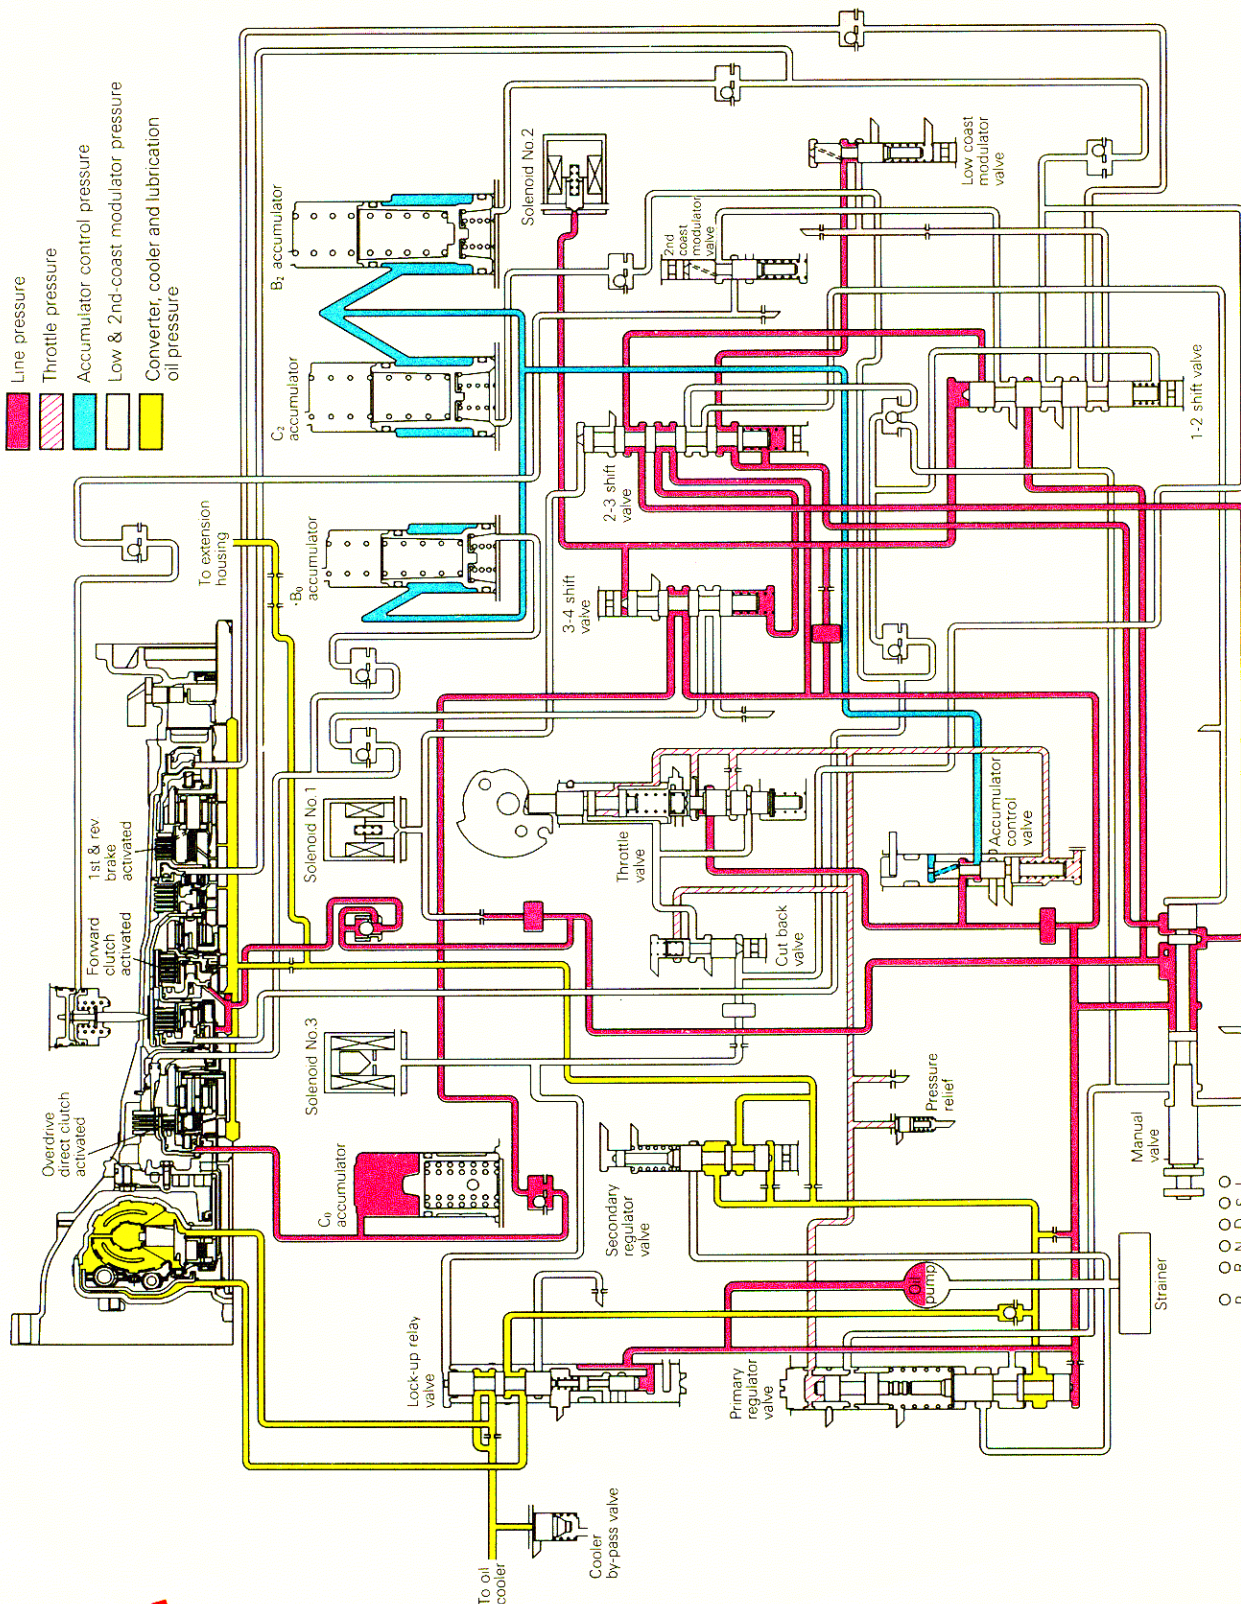 Line pressure
Throttle pressure
Accumulator control pressure
Low & 2nd-coast modulator pressure
Converter, cooler and lubrication
oil pressure
Overdrive
direct clutch
activated
Forward
clutch
activated
1st & rev
brake
activated
To extension
housing
B0
accumulator
C2
accumulator
B2 accumulator
Solenoid No.2
C0
accumulator
Solenoid No.3
Solenoid No.1
3-4 shift
valve
2-3 shift
valve
2nd
coast
modulator
valve
Low coast
modulator
valve
1-2 shift valve
To oil
cooler
Cooler
by-pass valve
Lock-up relay
valve
Secondary
regulator
valve
Cut back
valve
Throttle
valve
Accumulator
control
valve
Primary
regulator
valve
Oil
pump
Pressure
relief
Strainer
Manual
valve